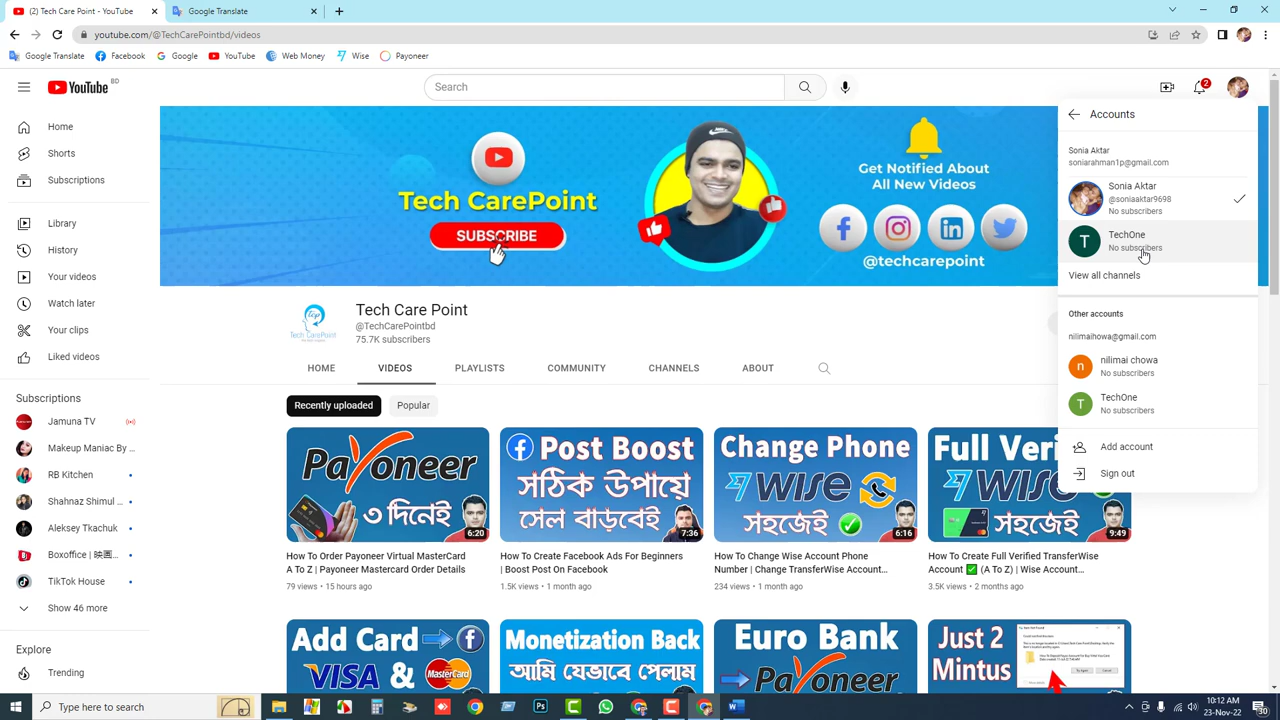 (2) Tech Care Point - YouTube
Google Translate
youtube.com/@TechCarePointbd/videos
Google Translate
Facebook
Google
YouTube
Web Money
Wise
Payoneer
YouTube BD
Search
2
Home
Shorts
Subscriptions
Library
History
Your videos
Watch later
Your clips
Liked videos
Subscriptions
Jamuna TV
Makeup Maniac By ...
RB Kitchen
Shahnaz Shimul ...
Aleksey Tkachuk
Boxoffice | 映画...
TikTok House
Show 46 more
Explore
Trending
Tech CarePoint
SUBSCRIBE
Get Notified About
All New Videos
@techcarepoint
tcp
Tech CarePoint
Tech Care Point
@TechCarePointbd
75.7K subscribers
HOME
VIDEOS
PLAYLISTS
COMMUNITY
CHANNELS
ABOUT
Recently uploaded
Popular
Payoneer
৩ দিনেই
6:20
How To Order Payoneer Virtual MasterCard
A To Z | Payoneer Mastercard Order Details
79 views • 15 hours ago
Post Boost
সঠিক উপায়ে
সেল বাড়বেই
7:36
How To Create Facebook Ads For Beginners
| Boost Post On Facebook
1.5K views • 1 month ago
Change Phone
WISE
সহজেই
6:16
How To Change Wise Account Phone
Number | Change TransferWise Account...
234 views • 1 month ago
Full Veri
WISE
সহজেই
9:49
How To Create Full Verified TransferWise
Account ✅ (A To Z) | Wise Account...
3.5K views • 2 months ago
Add Card
VISA
MasterCard
Monetization Back
যেভাবে পেলাম
Euro Bank
Payoneer
Just 2
Mintus
Accounts
Sonia Aktar
soniarahman1p@gmail.com
Sonia Aktar
@soniaaktar9698
No subscribers
T
TechOne
No subscribers
View all channels
Other accounts
nilimaihowa@gmail.com
n
nilimai chowa
No subscribers
T
TechOne
No subscribers
Add account
Sign out
Type here to search
10:12 AM
23-Nov-22
30